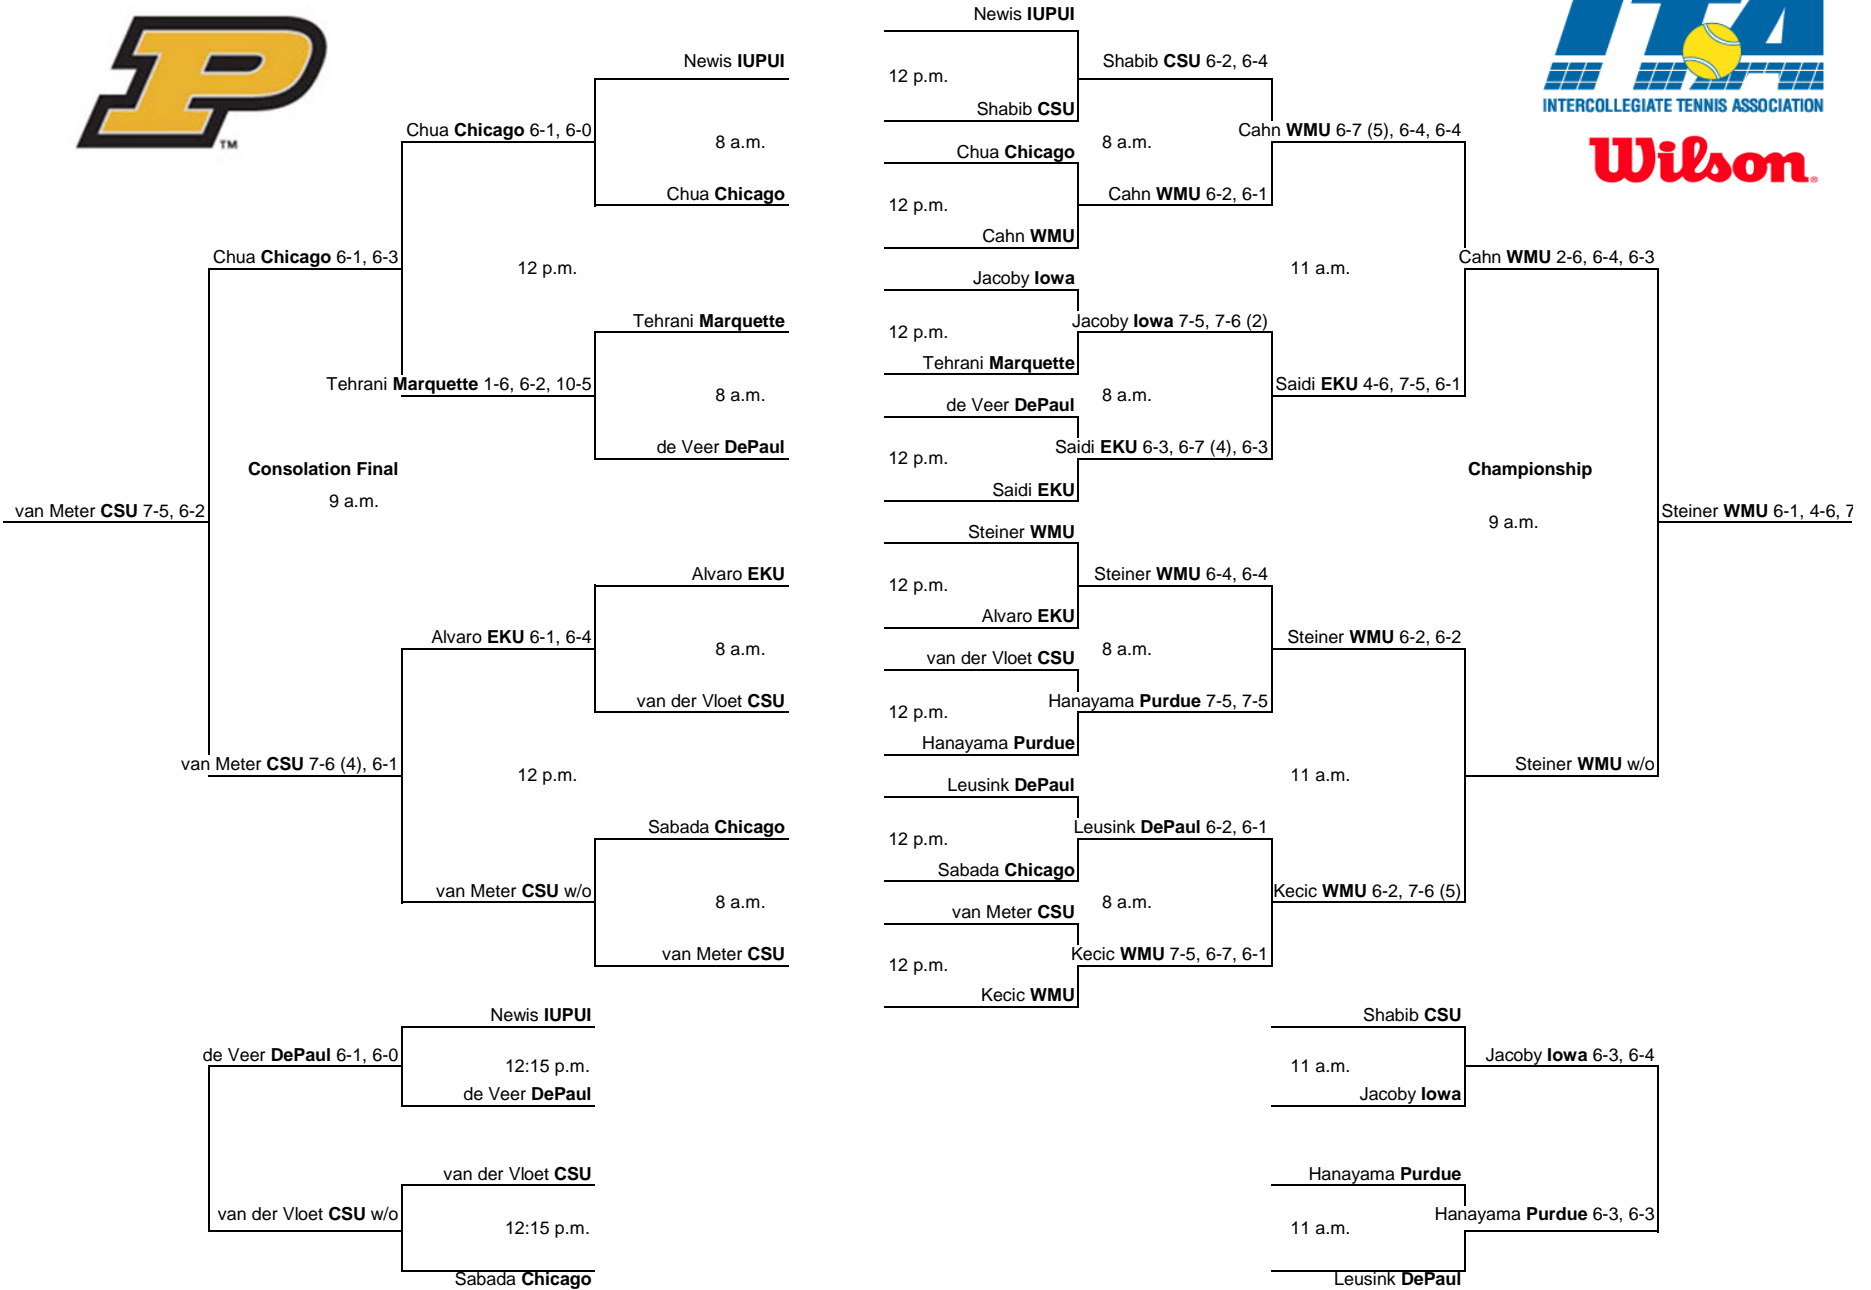 Newis IUPUI
Newis IUPUI
Shabib CSU 6-2, 6-4
12 p.m.
Shabib CSU
INTERCOLLEGIATE TENNIS ASSOCIATION
ITA
Wilson
P
TM
Chua Chicago 6-1, 6-0
8 a.m.
Chua Chicago
8 a.m.
Cahn WMU 6-7 (5), 6-4, 6-4
Chua Chicago
12 p.m.
Cahn WMU 6-2, 6-1
Cahn WMU
Chua Chicago 6-1, 6-3
12 p.m.
11 a.m.
Cahn WMU 2-6, 6-4, 6-3
Jacoby Iowa
Tehrani Marquette
12 p.m.
Jacoby Iowa 7-5, 7-6 (2)
Tehrani Marquette
Tehrani Marquette 1-6, 6-2, 10-5
8 a.m.
8 a.m.
Saidi EKU 4-6, 7-5, 6-1
de Veer DePaul
de Veer DePaul
12 p.m.
Saidi EKU 6-3, 6-7 (4), 6-3
Saidi EKU
Consolation Final
9 a.m.
Championship
9 a.m.
van Meter CSU 7-5, 6-2
Steiner WMU 6-1, 4-6, 7
Steiner WMU
Alvaro EKU
12 p.m.
Steiner WMU 6-4, 6-4
Alvaro EKU
Alvaro EKU 6-1, 6-4
8 a.m.
8 a.m.
Steiner WMU 6-2, 6-2
van der Vloet CSU
van der Vloet CSU
12 p.m.
Hanayama Purdue 7-5, 7-5
Hanayama Purdue
van Meter CSU 7-6 (4), 6-1
12 p.m.
11 a.m.
Steiner WMU w/o
Leusink DePaul
Sabada Chicago
12 p.m.
Leusink DePaul 6-2, 6-1
Sabada Chicago
van Meter CSU w/o
8 a.m.
8 a.m.
Kecic WMU 6-2, 7-6 (5)
van Meter CSU
van Meter CSU
12 p.m.
Kecic WMU 7-5, 6-7, 6-1
Kecic WMU
Newis IUPUI
Shabib CSU
de Veer DePaul 6-1, 6-0
12:15 p.m.
11 a.m.
Jacoby Iowa 6-3, 6-4
de Veer DePaul
Jacoby Iowa
van der Vloet CSU
Hanayama Purdue
van der Vloet CSU w/o
12:15 p.m.
11 a.m.
Hanayama Purdue 6-3, 6-3
Sabada Chicago
Leusink DePaul